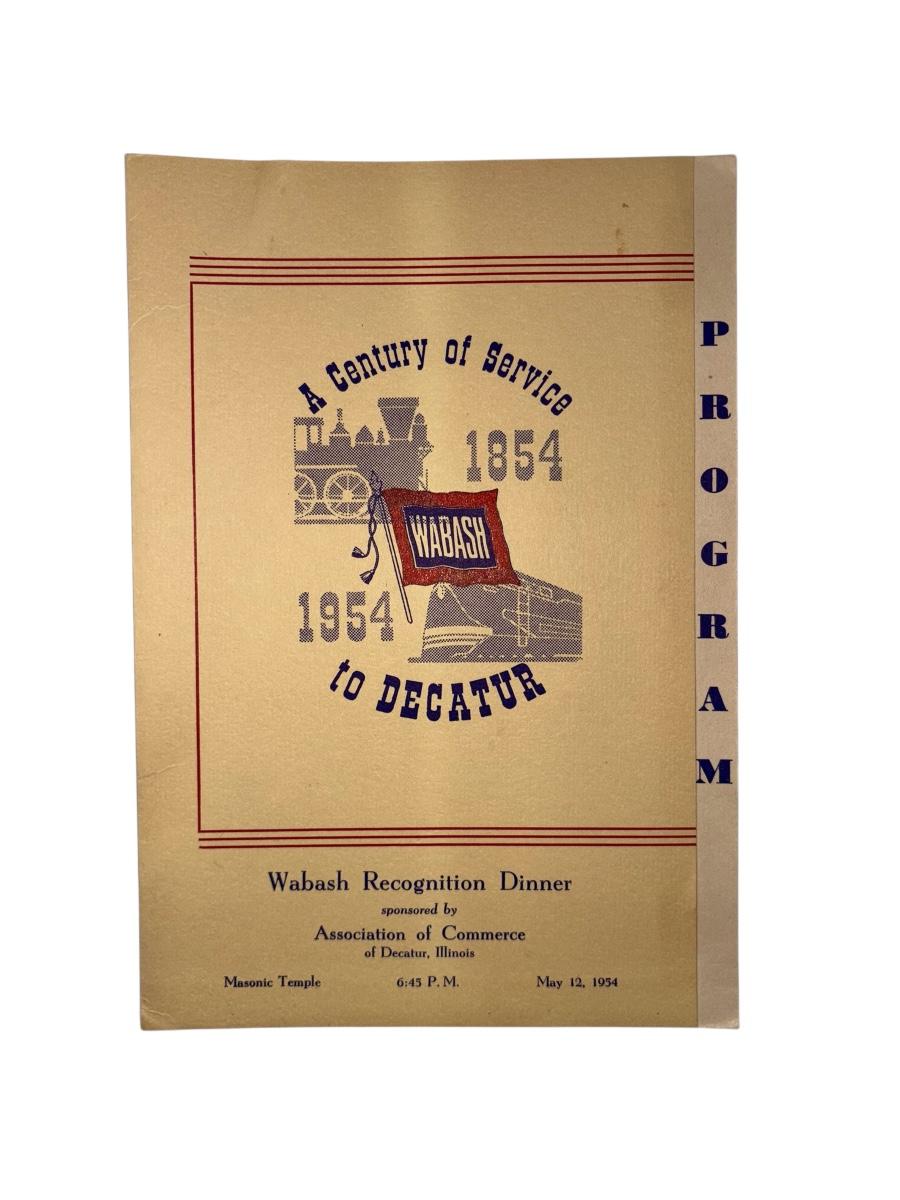 A Century of Service
1854
WABASH
1954
to DECATUR
Wabash Recognition Dinner
sponsored by
Association of Commerce
of Decatur, Illinois
Masonic Temple 6:45 P. M. May 12, 1954
PROGRAM